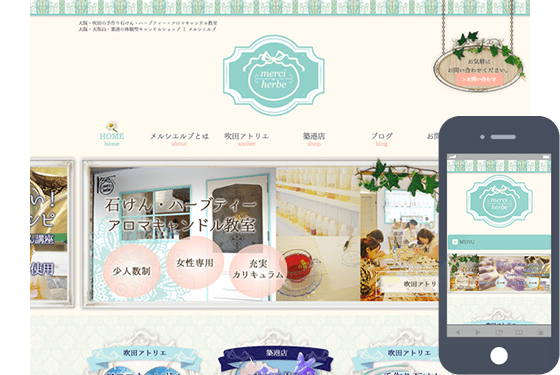 大阪・吹田の手作り石けん・ハーブティー・アロマキャンドル教室
大阪・天保山・築港の体験型キャンドルショップ | メルシエルブ
お気軽に
お問い合わせください。
お問い合わせ
merci
herbe
HOME
home
メルシエルブとは
about
吹田アトリエ
atelier
築港店
shop
ブログ
blog
お問
い！
ピ
講座
使用
石けん・ハーブティー
アロマキャンドル教室
少人数制
女性専用
充実
カリキュラム
吹田アトリエ
築港店
吹田アトリエ
merci
herbe
MENU